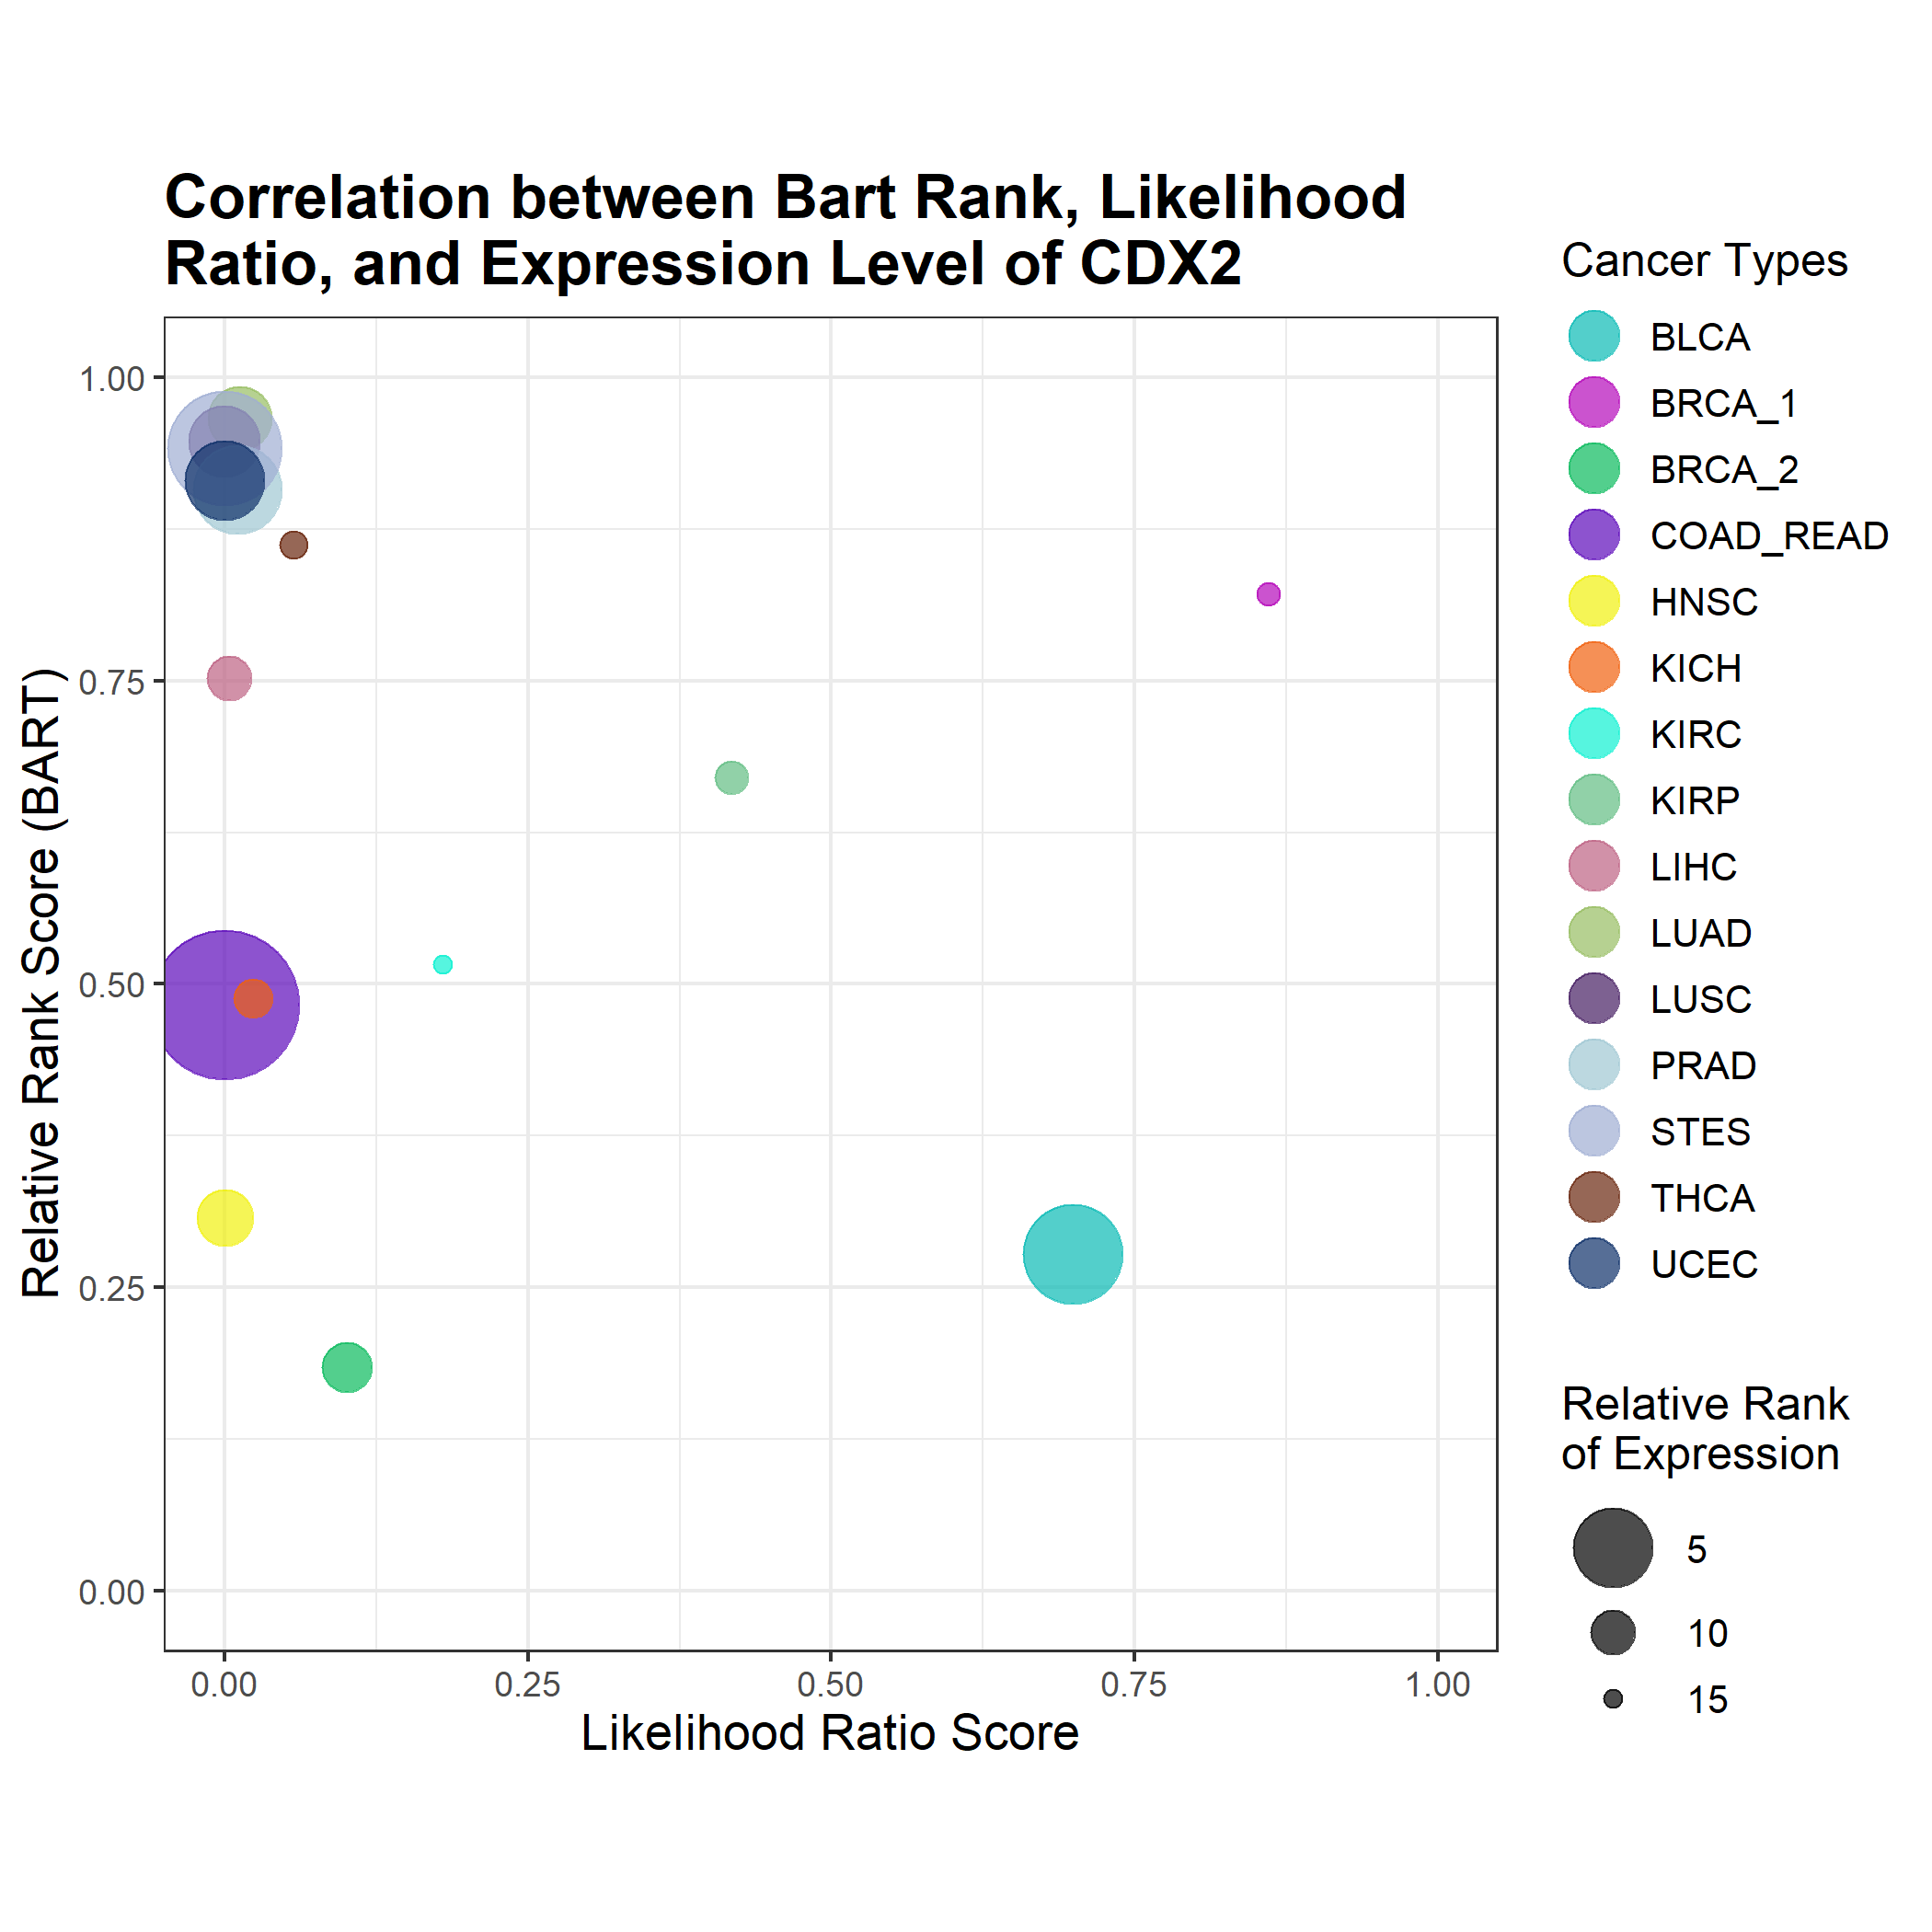 Correlation between Bart Rank, Likelihood
Ratio, and Expression Level of CDX2
Relative Rank Score (BART)
1.00
0.75
0.50
0.25
0.00
0.00
0.25
0.50
0.75
1.00
Likelihood Ratio Score
Cancer Types
BLCA
BRCA_1
BRCA_2
COAD_READ
HNSC
KICH
KIRC
KIRP
LIHC
LUAD
LUSC
PRAD
STES
THCA
UCEC
Relative Rank
of Expression
5
10
15